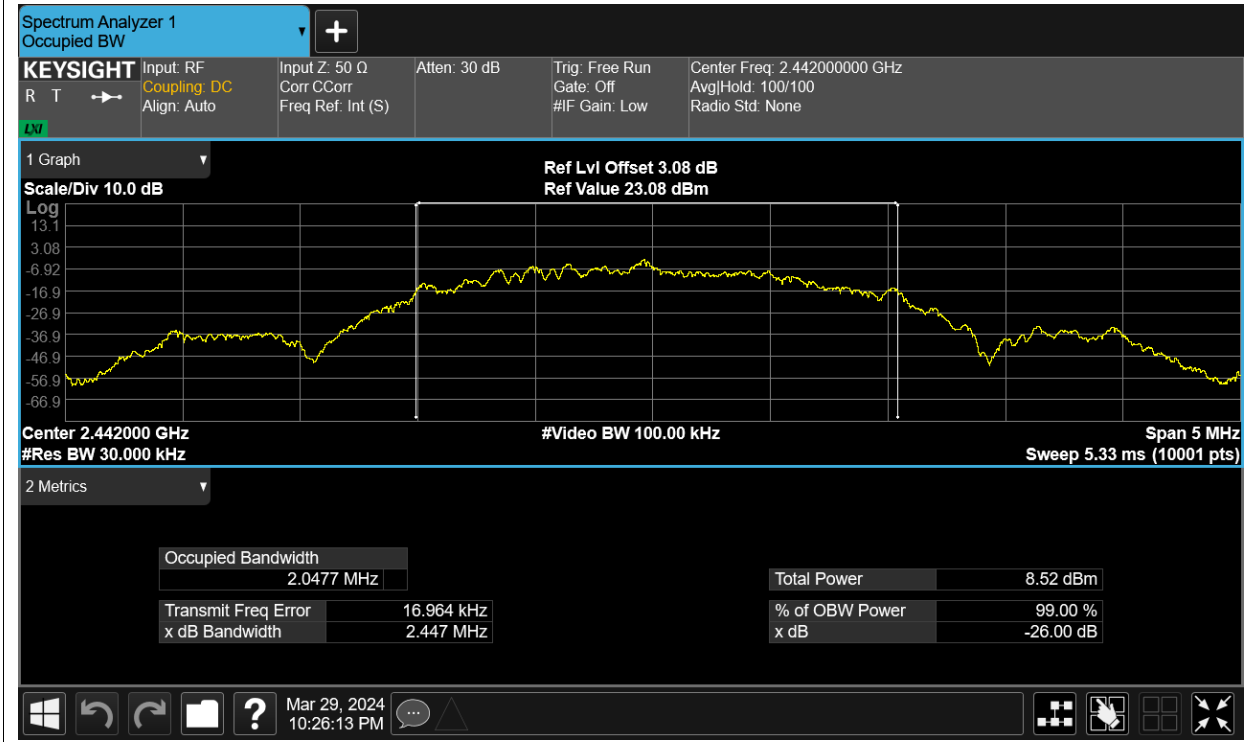 Spectrum Analyzer 1
Occupied BW
KEYSIGHT
R T
LXI
Input: RF
Coupling: DC
Align: Auto
Input Z: 50 Ω
Corr CCorr
Freq Ref: Int (S)
Atten: 30 dB
Trig: Free Run
Gate: Off
#IF Gain: Low
Center Freq: 2.442000000 GHz
Avg|Hold: 100/100
Radio Std: None
1 Graph
Scale/Div 10.0 dB
Ref Lvl Offset 3.08 dB
Ref Value 23.08 dBm
Log
13.1
3.08
-6.92
-16.9
-26.9
-36.9
-46.9
-56.9
-66.9
Center 2.442000 GHz
#Res BW 30.000 kHz
#Video BW 100.00 kHz
Span 5 MHz
Sweep 5.33 ms (10001 pts)
2 Metrics
Occupied Bandwidth
2.0477 MHz
Transmit Freq Error 16.964 kHz
x dB Bandwidth 2.447 MHz
Total Power 8.52 dBm
% of OBW Power 99.00 %
x dB -26.00 dB
?
Mar 29, 2024
10:26:13 PM